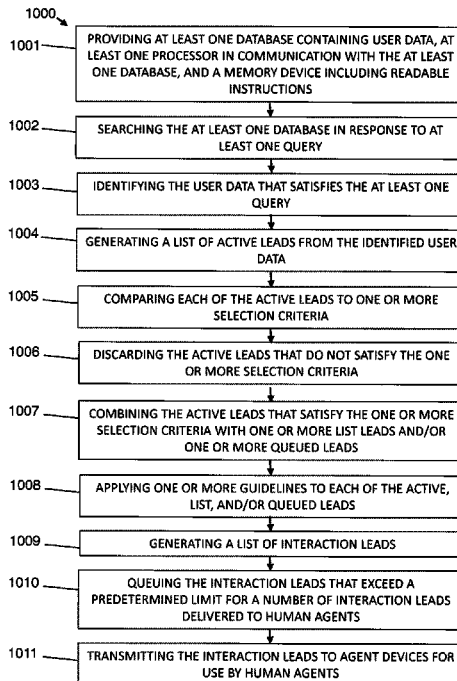 1000
1001
PROVIDING AT LEAST ONE DATABASE CONTAINING USER DATA, AT
LEAST ONE PROCESSOR IN COMMUNICATION WITH THE AT LEAST
ONE DATABASE, AND A MEMORY DEVICE INCLUDING READABLE
INSTRUCTIONS
1002
SEARCHING THE AT LEAST ONE DATABASE IN RESPONSE TO AT
LEAST ONE QUERY
1003
IDENTIFYING THE USER DATA THAT SATISFIES THE AT LEAST ONE
QUERY
1004
GENERATING A LIST OF ACTIVE LEADS FROM THE IDENTIFIED USER
DATA
1005
COMPARING EACH OF THE ACTIVE LEADS TO ONE OR MORE
SELECTION CRITERIA
1006
DISCARDING THE ACTIVE LEADS THAT DO NOT SATISFY THE ONE
OR MORE SELECTION CRITERIA
1007
COMBINING THE ACTIVE LEADS THAT SATISFY THE ONE OR MORE
SELECTION CRITERIA WITH ONE OR MORE LIST LEADS AND/OR
ONE OR MORE QUEUED LEADS
1008
APPLYING ONE OR MORE GUIDELINES TO EACH OF THE ACTIVE,
LIST, AND/OR QUEUED LEADS
1009
GENERATING A LIST OF INTERACTION LEADS
1010
QUEUING THE INTERACTION LEADS THAT EXCEED A
PREDETERMINED LIMIT FOR A NUMBER OF INTERACTION LEADS
DELIVERED TO HUMAN AGENTS
1011
TRANSMITTING THE INTERACTION LEADS TO AGENT DEVICES FOR
USE BY HUMAN AGENTS